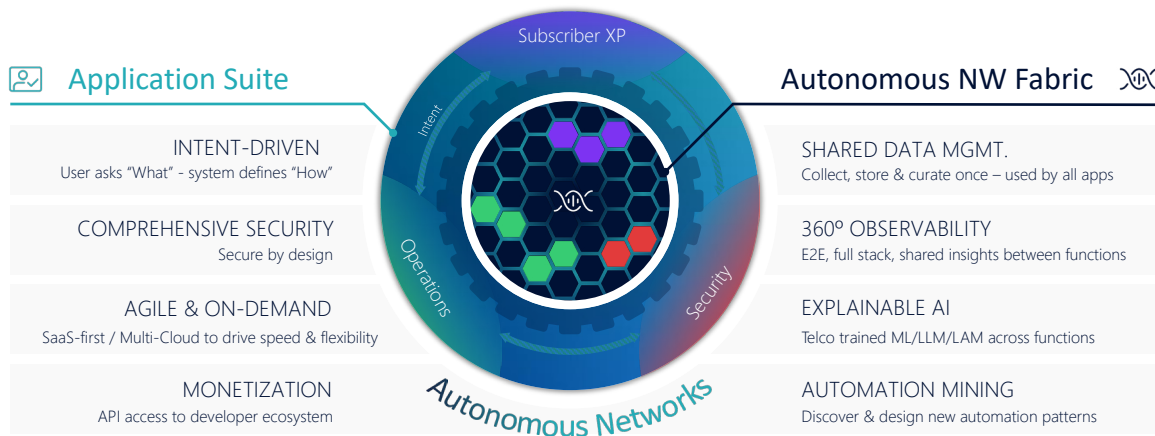 Subscriber XP
Application Suite
Autonomous NW Fabric
Intent
INTENT-DRIVEN
User asks “What” - system defines “How”
COMPREHENSIVE SECURITY
Secure by design
AGILE & ON-DEMAND
SaaS-first / Multi-Cloud to drive speed & flexibility
MONETIZATION
API access to developer ecosystem
Operations
Security
Autonomous Networks
SHARED DATA MGMT.
Collect, store & curate once – used by all apps
360º OBSERVABILITY
E2E, full stack, shared insights between functions
EXPLAINABLE AI
Telco trained ML/LLM/LAM across functions
AUTOMATION MINING
Discover & design new automation patterns